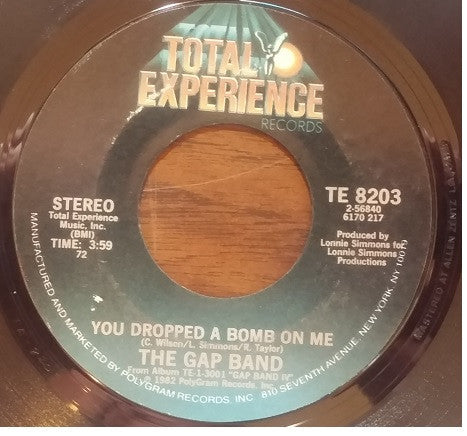 TOTAL
EXPERIENCE
RECORDS
STEREO
Total Experience
Music, Inc.
(BMI)
TIME: 3:59
72
TE 8203
2-56840
6170 217
Produced by
Lonnie Simmons for
Lonnie Simmons
Productions
YOU DROPPED A BOMB ON ME
(C. Wilson/L. Simmons/R. Taylor)
THE GAP BAND
From Album TE-1-3001 "GAP BAND IV"
℗ 1982 PolyGram Records, Inc.
MANUFACTURED AND MARKETED BY POLYGRAM RECORDS, INC. 810 SEVENTH AVENUE, NEW YORK, NY 10019
MASTERED AT ALLEN ZENTZ